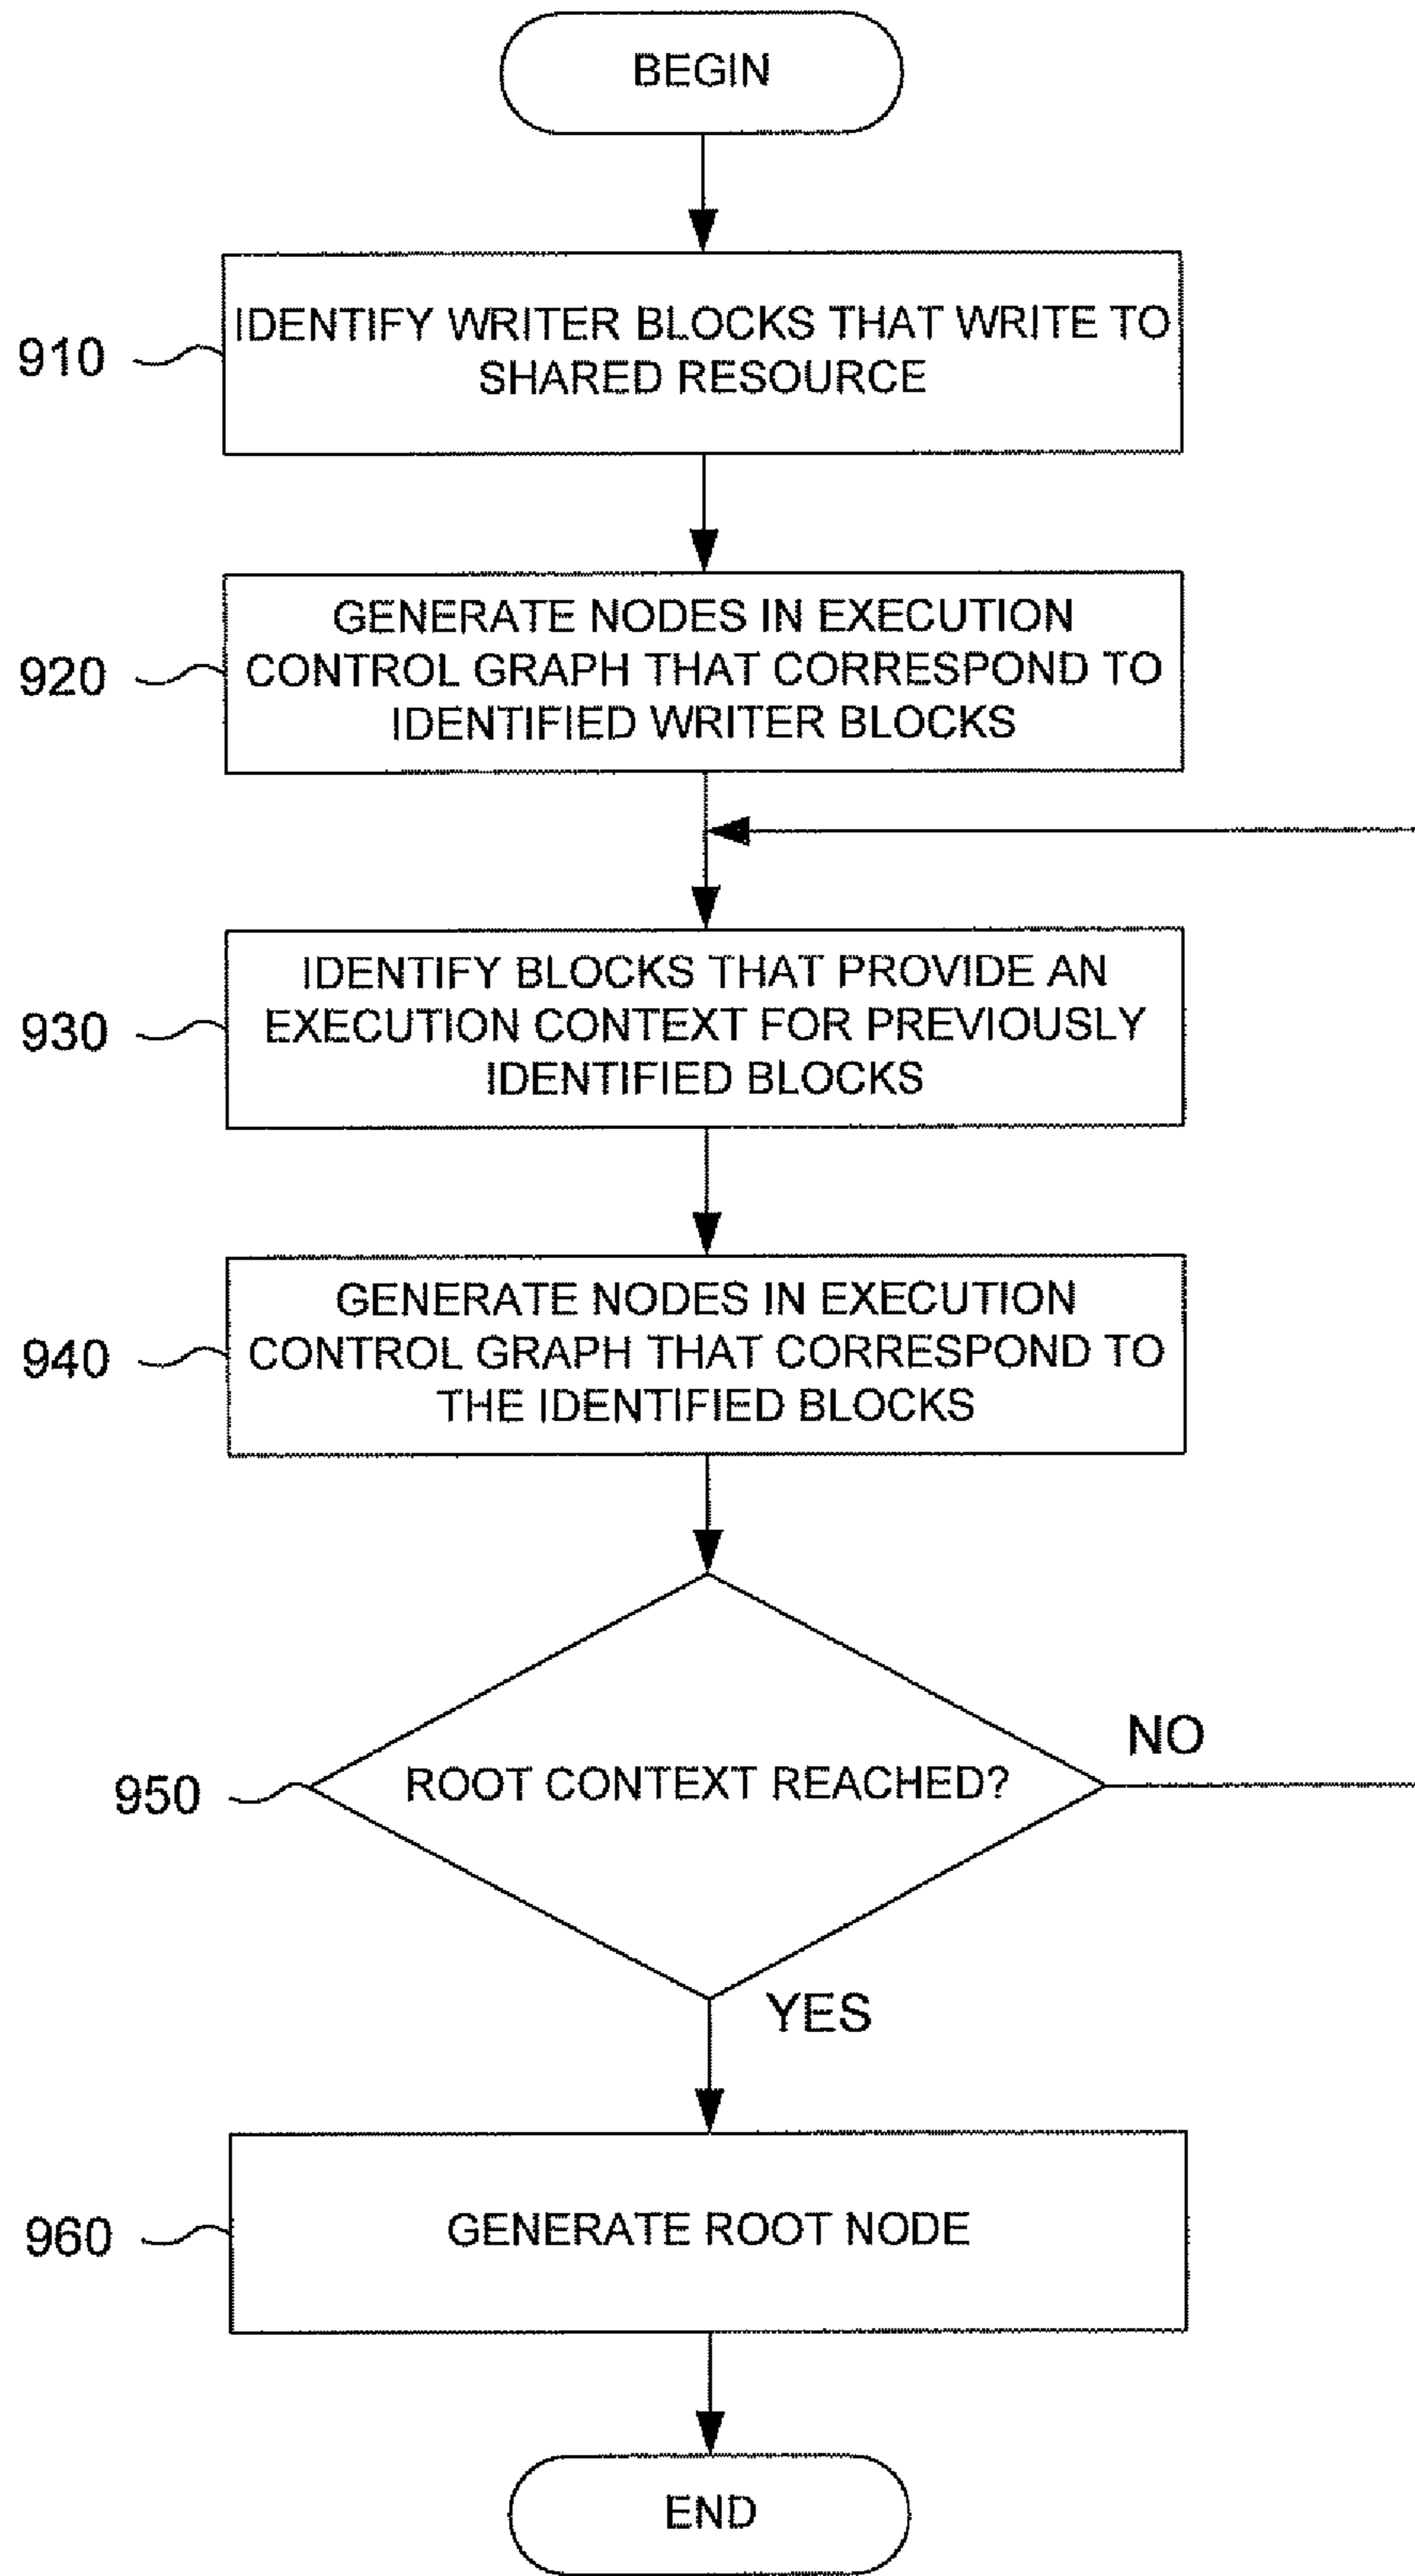 BEGIN
910
IDENTIFY WRITER BLOCKS THAT WRITE TO
SHARED RESOURCE
920
GENERATE NODES IN EXECUTION
CONTROL GRAPH THAT CORRESPOND TO
IDENTIFIED WRITER BLOCKS
930
IDENTIFY BLOCKS THAT PROVIDE AN
EXECUTION CONTEXT FOR PREVIOUSLY
IDENTIFIED BLOCKS
940
GENERATE NODES IN EXECUTION
CONTROL GRAPH THAT CORRESPOND TO
THE IDENTIFIED BLOCKS
950
ROOT CONTEXT REACHED?
NO
YES
960
GENERATE ROOT NODE
END